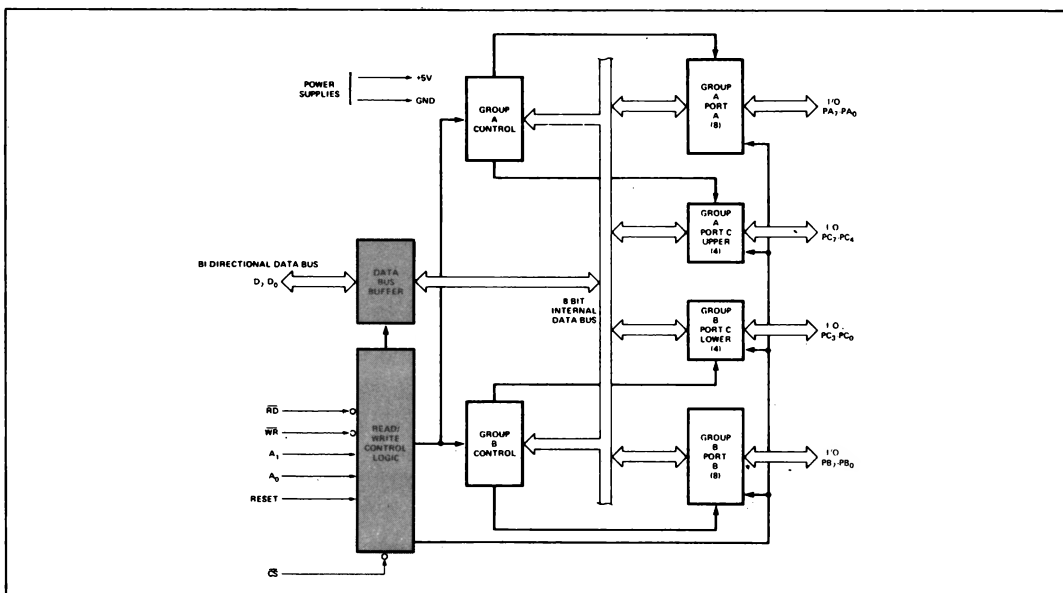 POWER
SUPPLIES
+5V
GND
GROUP
A
CONTROL
GROUP
A
PORT
A
(8)
I/O
PA7-PA0
GROUP
A
PORT C
UPPER
(4)
I O
PC7-PC4
BI DIRECTIONAL DATA BUS
D7 D0
DATA
BUS
BUFFER
8 BIT
INTERNAL
DATA BUS
GROUP
B
PORT C
LOWER
(4)
I O
PC3-PC0
RD
WR
A1
A0
RESET
CS
READ/
WRITE
CONTROL
LOGIC
GROUP
B
CONTROL
GROUP
B
PORT
B
(8)
I/O
PB7-PB0